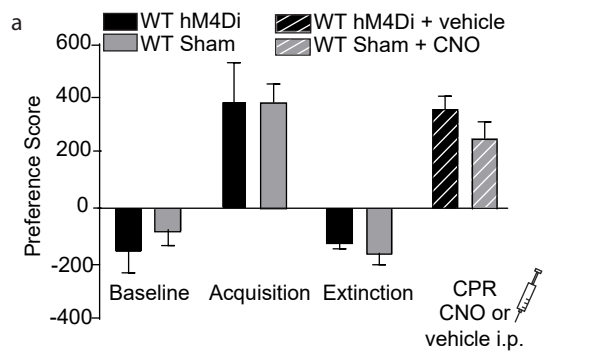 a
WT hM4Di
WT Sham
WT hM4Di + vehicle
WT Sham + CNO
Preference Score
600
400
200
0
-200
-400
Baseline
Acquisition
Extinction
CPR
CNO or
vehicle i.p.